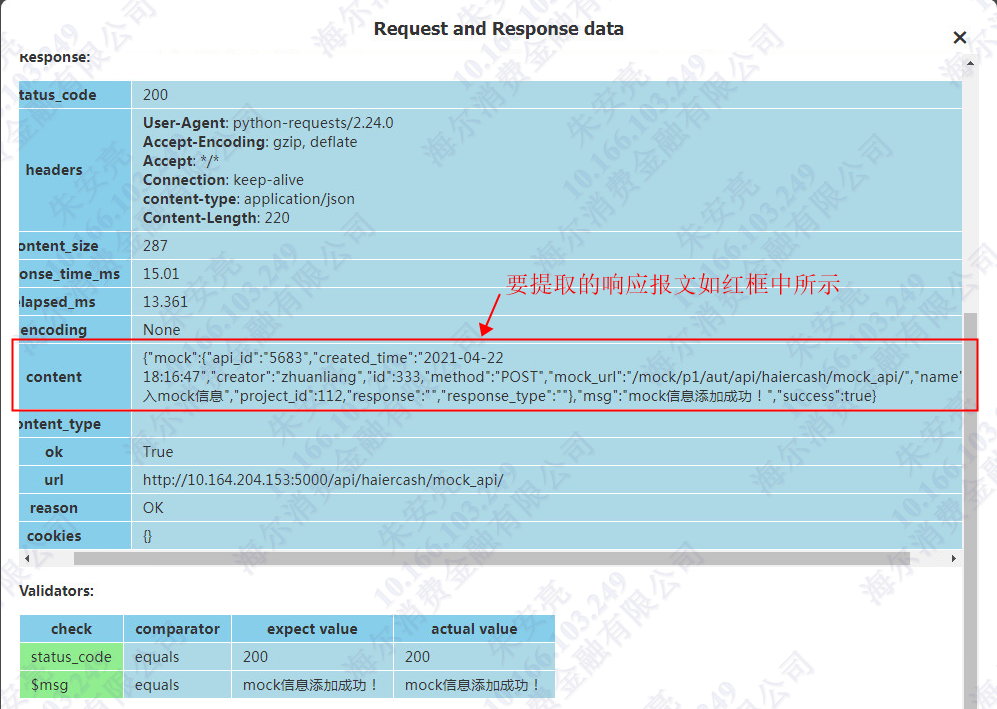 Request and Response data
×
Response:
tatus_code 200
headers
User-Agent: python-requests/2.24.0
Accept-Encoding: gzip, deflate
Accept: */*
Connection: keep-alive
content-type: application/json
Content-Length: 220
ontent_size 287
onse_time_ms 15.01
要提取的响应报文如红框中所示
elapsed_ms 13.361
encoding None
content
{"mock":{"api_id":"5683","created_time":"2021-04-22
18:16:47","creator":"zhuanliang","id":333,"method":"POST","mock_url":"/mock/p1/aut/api/haiercash/mock_api/","name"
入mock信息","project_id":112,"response":"","response_type":""},"msg":"mock信息添加成功！","success":true}
ontent_type
ok True
url http://10.164.204.153:5000/api/haiercash/mock_api/
reason OK
cookies {}
Validators:
check comparator expect value actual value
status_code equals 200 200
$msg equals mock信息添加成功！ mock信息添加成功！
海尔消费金融有限公司
朱安亮
10.166.103.249